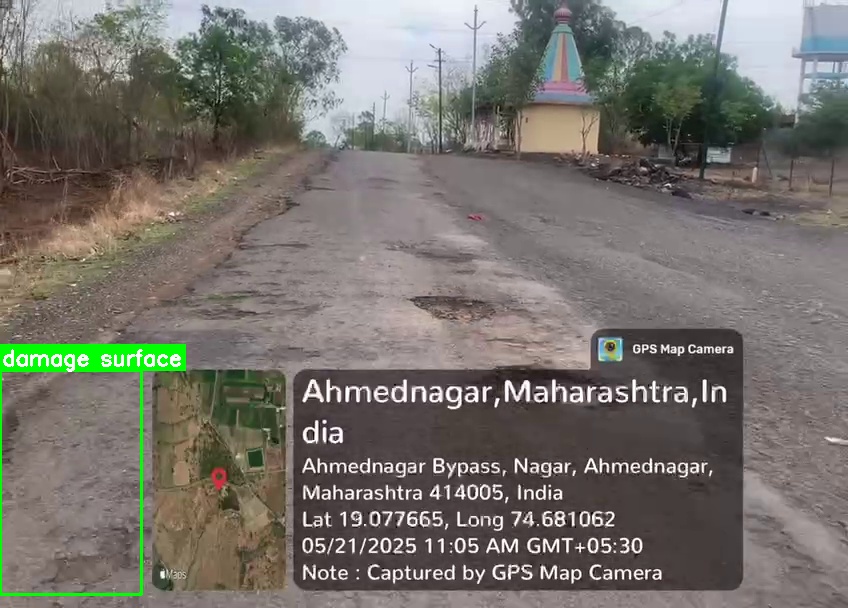 damage surface
GPS Map Camera
Ahmednagar,Maharashtra,In
dia
Ahmednagar Bypass, Nagar, Ahmednagar,
Maharashtra 414005, India
Lat 19.077665, Long 74.681062
05/21/2025 11:05 AM GMT+05:30
Note : Captured by GPS Map Camera
Maps